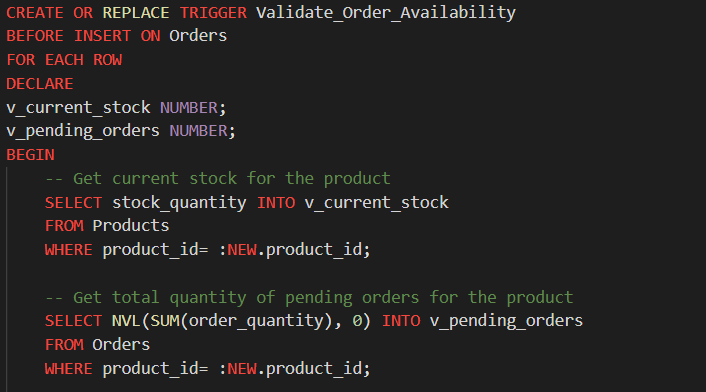 CREATE OR REPLACE TRIGGER Validate_Order_Availability
BEFORE INSERT ON Orders
FOR EACH ROW
DECLARE
v_current_stock NUMBER;
v_pending_orders NUMBER;
BEGIN
    -- Get current stock for the product
    SELECT stock_quantity INTO v_current_stock
    FROM Products
    WHERE product_id= :NEW.product_id;

    -- Get total quantity of pending orders for the product
    SELECT NVL(SUM(order_quantity), 0) INTO v_pending_orders
    FROM Orders
    WHERE product_id= :NEW.product_id;